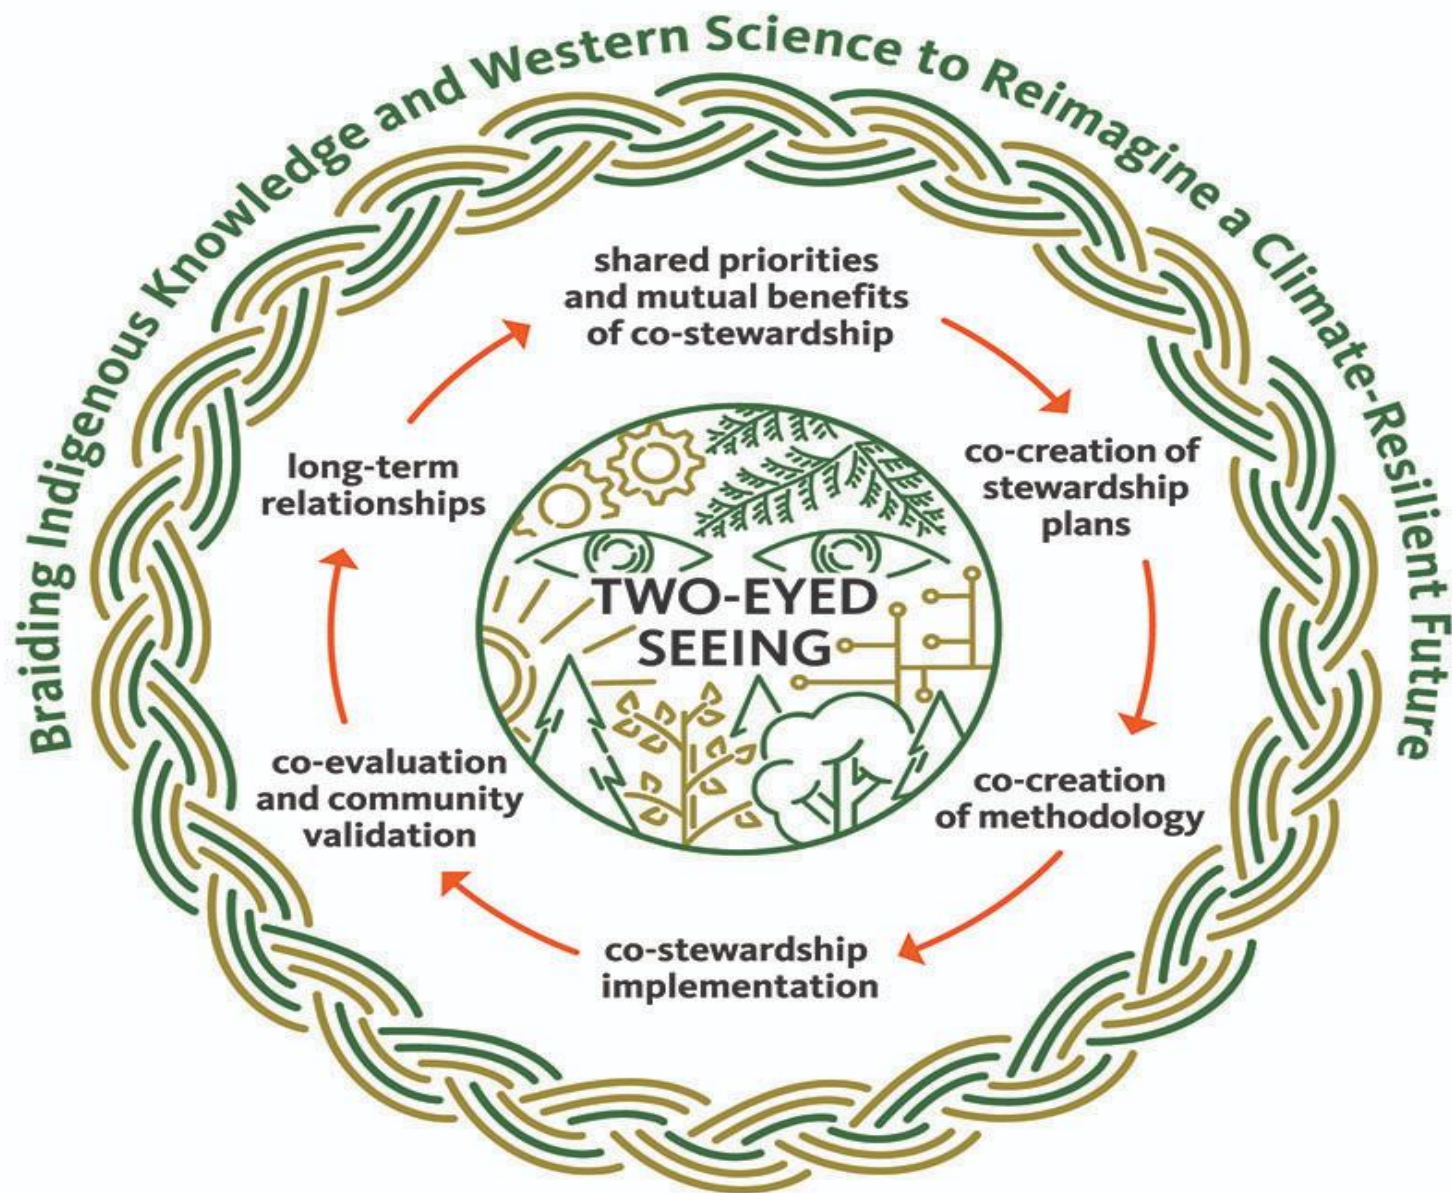 Braiding Indigenous Knowledge and Western Science to Reimagine a Climate-Resilient Future
shared priorities
and mutual benefits
of co-stewardship
co-creation of
stewardship
plans
co-creation
of methodology
co-stewardship
implementation
co-evaluation
and community
validation
long-term
relationships
TWO-EYED
SEEING